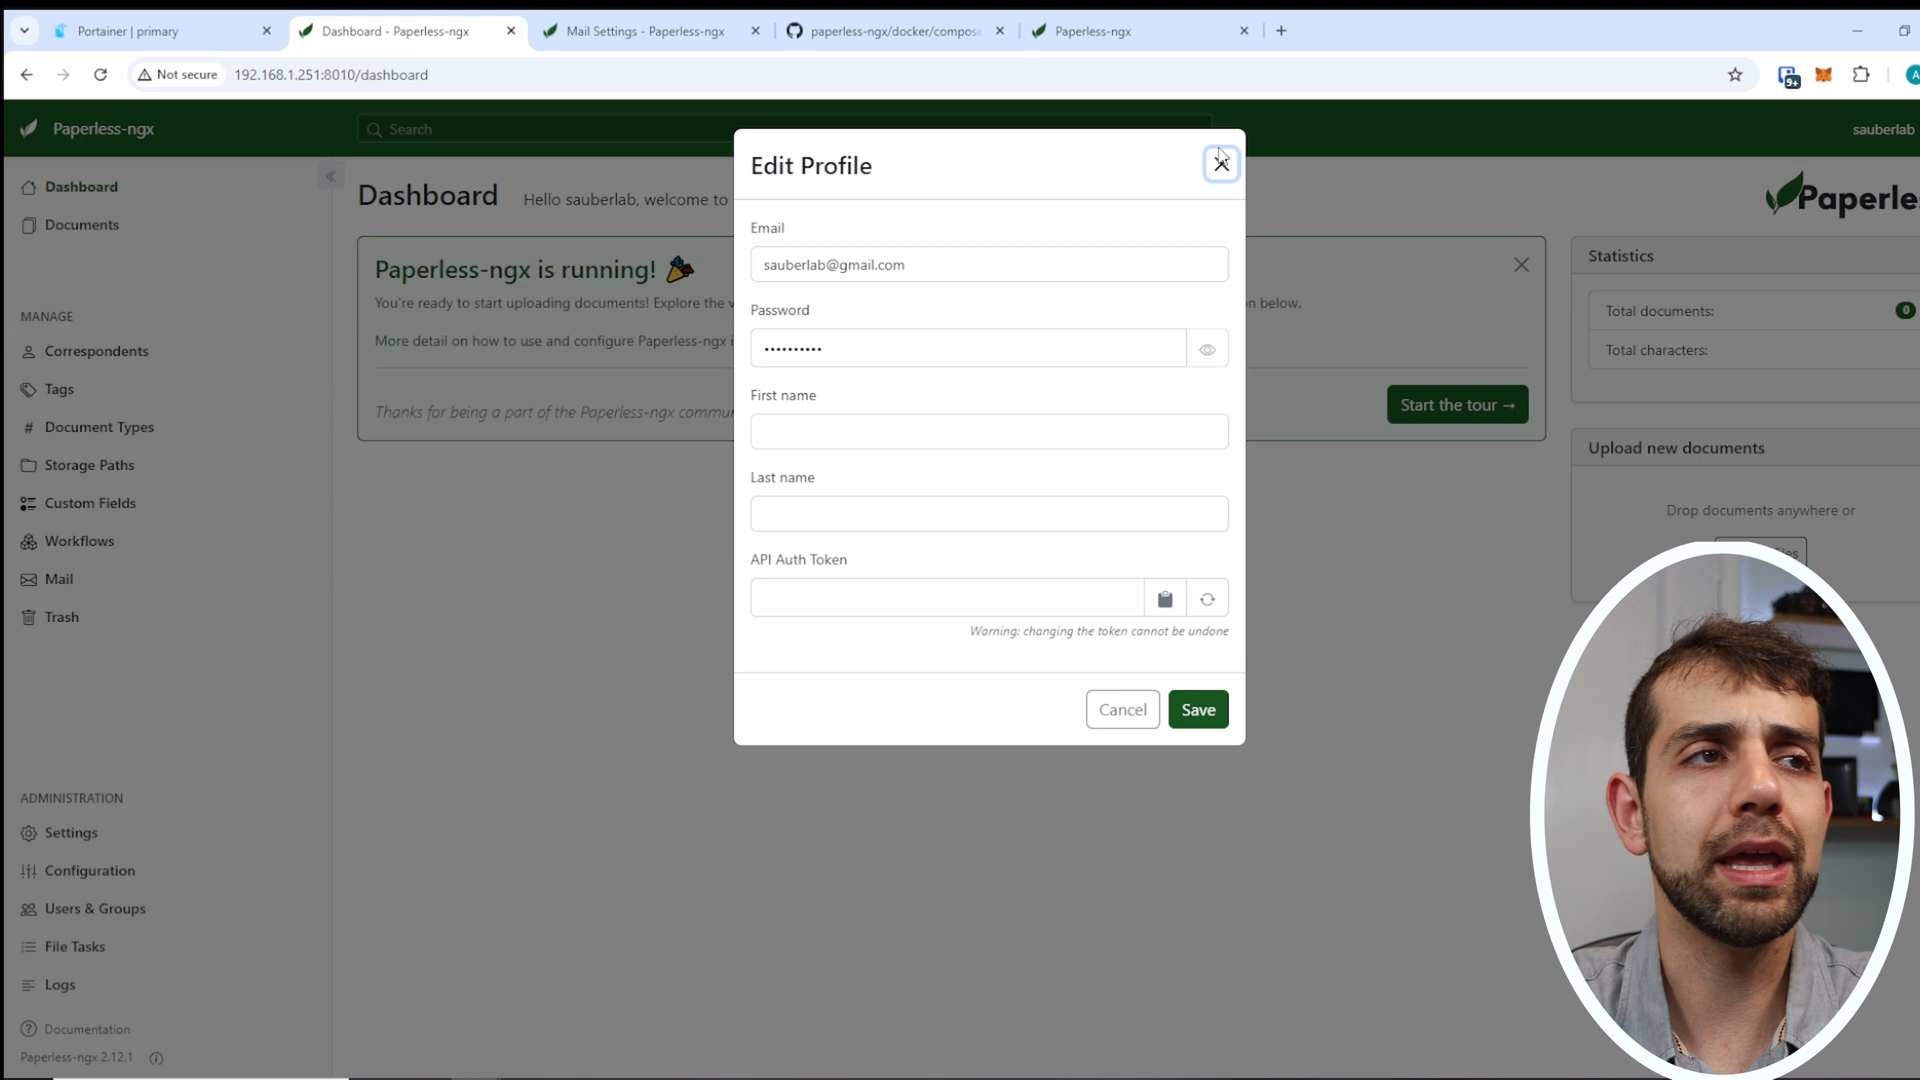 Portainer | primary
Dashboard - Paperless-ngx
Mail Settings - Paperless-ngx
paperless-ngx/docker/compose
Paperless-ngx
Not secure
192.168.1.251:8010/dashboard
9+
A
Paperless-ngx
Search
sauberlab
Dashboard
Documents
MANAGE
Correspondents
Tags
# Document Types
Storage Paths
Custom Fields
Workflows
Mail
Trash
ADMINISTRATION
Settings
Configuration
Users & Groups
File Tasks
Logs
Documentation
Paperless-ngx 2.12.1
Dashboard
Hello sauberlab, welcome to
Paperless-ngx is running!
You're ready to start uploading documents! Explore the
n below.
More detail on how to use and configure Paperless-ngx
Thanks for being a part of the Paperless-ngx
Start the tour →
Edit Profile
Email
sauberlab@gmail.com
Password
••••••••••
First name
Last name
API Auth Token
Warning: changing the token cannot be undone
Cancel
Save
Statistics
Total documents:
0
Total characters:
Upload new documents
Drop documents anywhere or